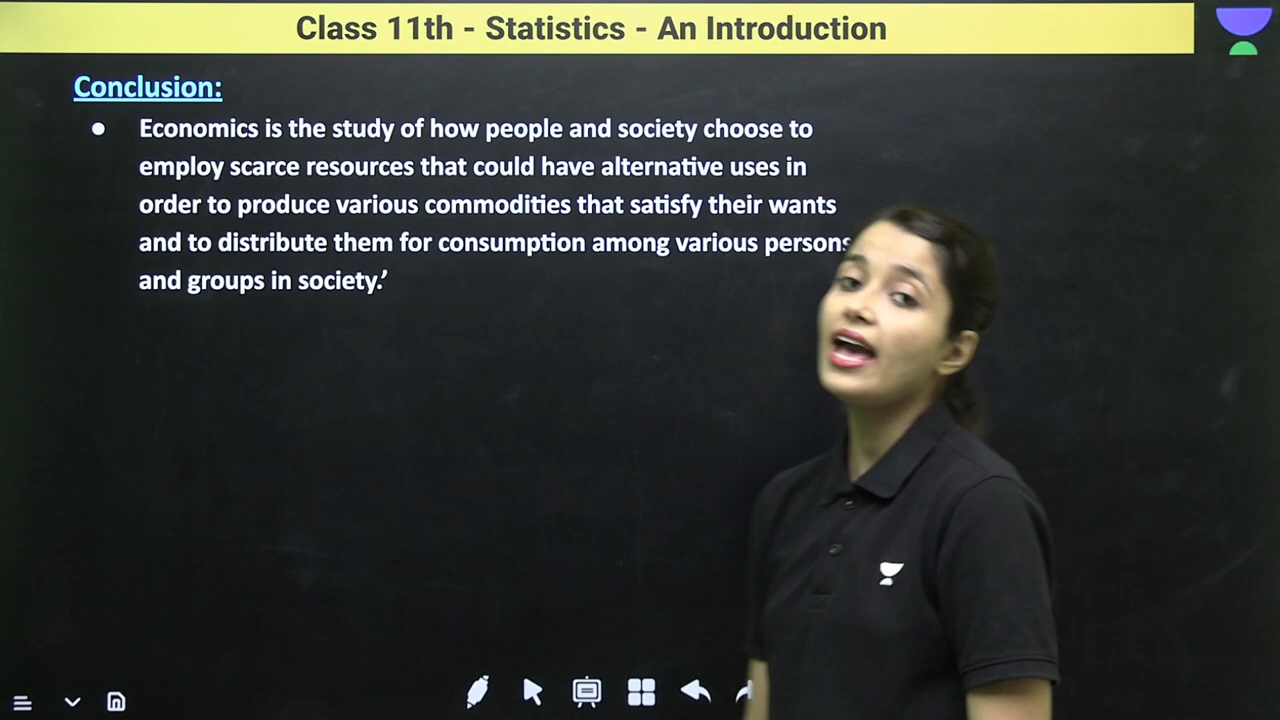 Class 11th - Statistics - An Introduction
Conclusion:
● Economics is the study of how people and society choose to
employ scarce resources that could have alternative uses in
order to produce various commodities that satisfy their wants
and to distribute them for consumption among various persons
and groups in society.’